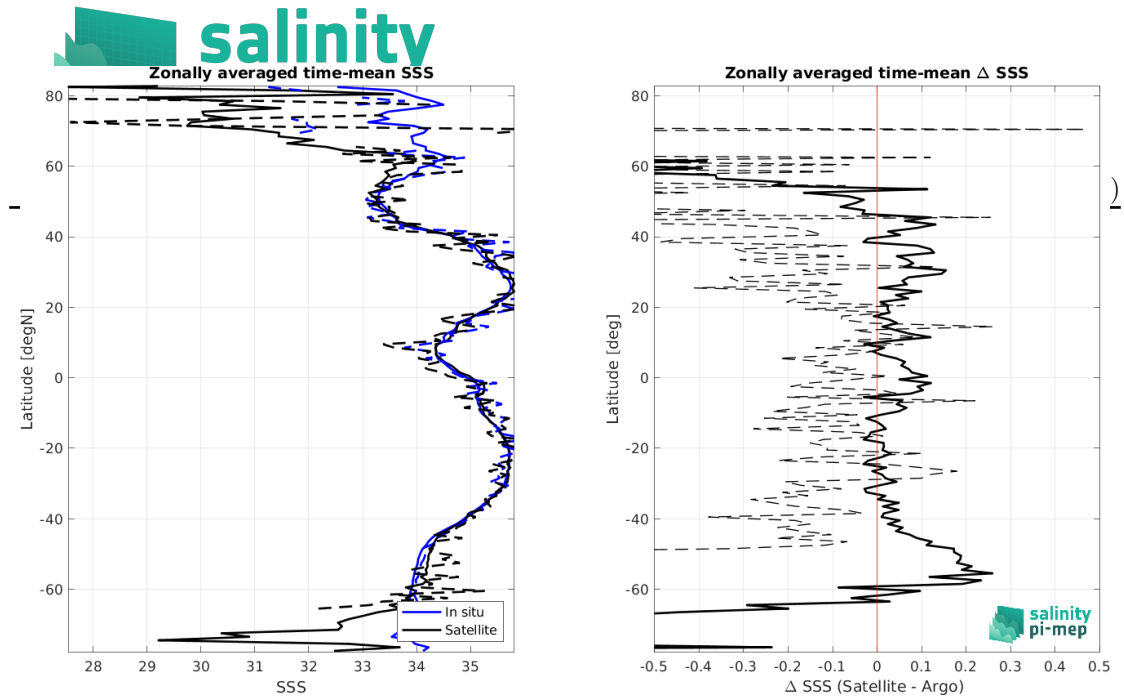 salinity
Zonally averaged time-mean SSS
80
60
40
20
0
-20
-40
-60
Latitude [degN]
28 29 30 31 32 33 34 35
SSS
In situ
Satellite
Zonally averaged time-mean Δ SSS
80
60
40
20
0
-20
-40
-60
Latitude [deg]
-0.5 -0.4 -0.3 -0.2 -0.1 0 0.1 0.2 0.3 0.4 0.5
Δ SSS (Satellite - Argo)
salinity
pi-mep
)